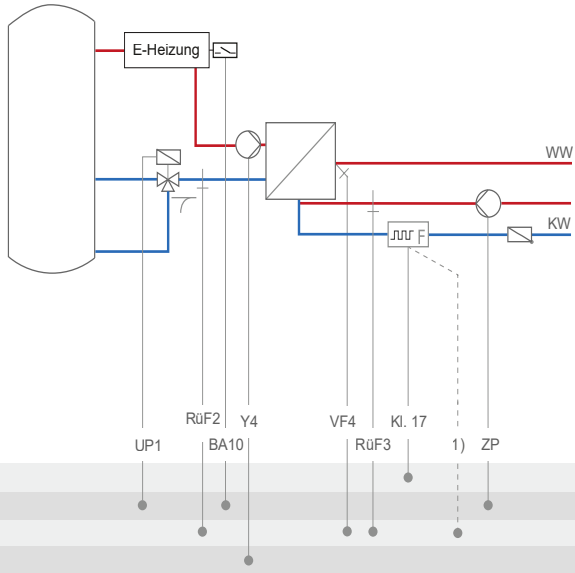 E-Heizung
WW
KW
F
RüF2
Y4
VF4
Kl. 17
UP1
BA10
RüF3
1)
ZP